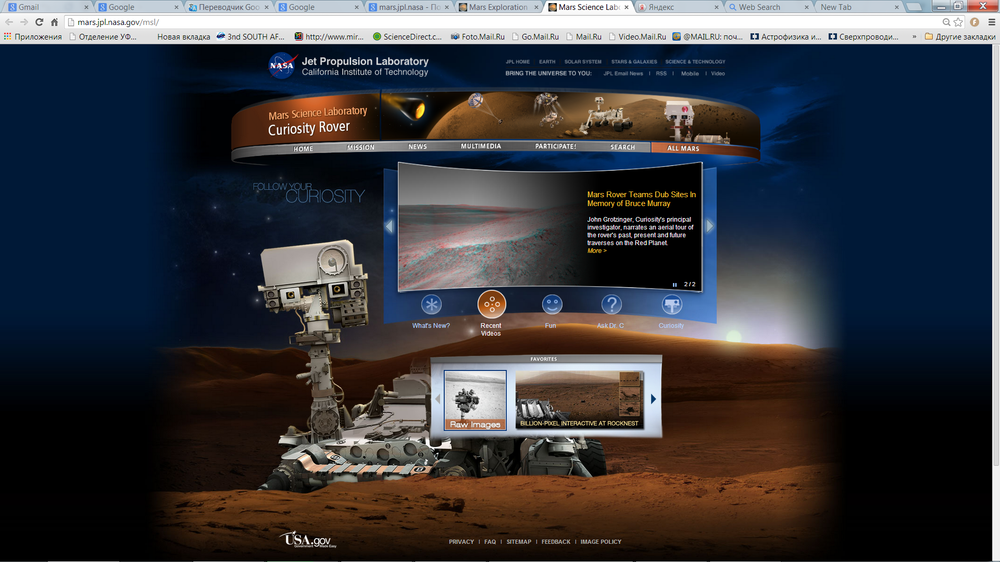 Gmail
Google
Переводчик Goo
Google
mars.jpl.nasa - По
Mars Exploration
Mars Science Lab
Яндекс
Web Search
New Tab
mars.jpl.nasa.gov/msl/
Приложения
Отделение УФ...
Новая вкладка
3nd SOUTH AF...
http://www.mir...
ScienceDirect.c...
Foto.Mail.Ru
Go.Mail.Ru
Mail.Ru
Video.Mail.Ru
@MAIL.RU: поч...
Астрофизика и...
Сверхпроводи...
»
Другие закладки
NASA
Jet Propulsion Laboratory
California Institute of Technology
JPL HOME EARTH SOLAR SYSTEM STARS & GALAXIES SCIENCE & TECHNOLOGY
BRING THE UNIVERSE TO YOU: JPL Email News | RSS | Mobile | Video
Mars Science Laboratory
Curiosity Rover
HOME MISSION NEWS MULTIMEDIA PARTICIPATE! SEARCH ALL MARS
FOLLOW YOUR
CURIOSITY
Mars Rover Teams Dub Sites In
Memory of Bruce Murray
John Grotzinger, Curiosity's principal
investigator, narrates an aerial tour of
the rover's past, present and future
traverses on the Red Planet.
More >
2 / 2
What's New?
Recent
Videos
Fun
Ask Dr. C
Curiosity
FAVORITES
Raw Images
BILLION-PIXEL INTERACTIVE AT ROCKNEST
USA.gov
Government Made Easy
PRIVACY | FAQ | SITEMAP | FEEDBACK | IMAGE POLICY